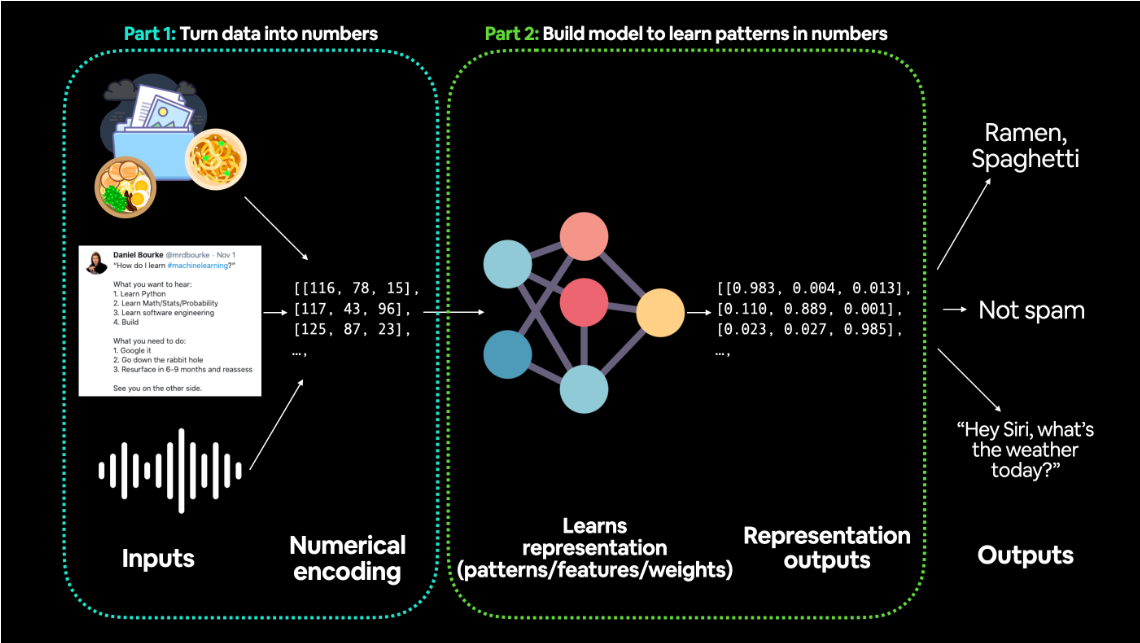 Part 1: Turn data into numbers
Part 2: Build model to learn patterns in numbers
Daniel Bourke @mrdbourke · Nov 1
“How do I learn #machinelearning?”
What you want to hear:
1. Learn Python
2. Learn Math/Stats/Probability
3. Learn software engineering
4. Build
What you need to do:
1. Google it
2. Go down the rabbit hole
3. Resurface in 6-9 months and reassess
See you on the other side.
[[116, 78, 15],
[117, 43, 96],
[125, 87, 23],
…,
[[0.983, 0.004, 0.013],
[0.110, 0.889, 0.001],
[0.023, 0.027, 0.985],
…,
Ramen,
Spaghetti
Not spam
“Hey Siri, what’s
the weather
today?”
Inputs
Numerical
encoding
Learns
representation
(patterns/features/weights)
Representation
outputs
Outputs